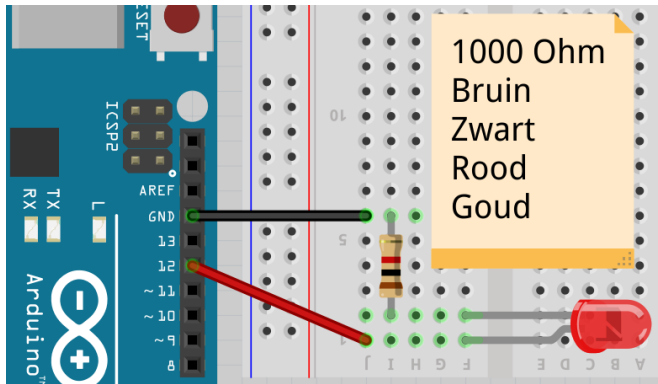 1000 Ohm
Bruin
Zwart
Rood
Goud
RESET
ICSP2
AREF
GND
13
12
~11
~10
~9
8
RX
TX
L
Arduino™
10
5
1
J I H G F E D C B A